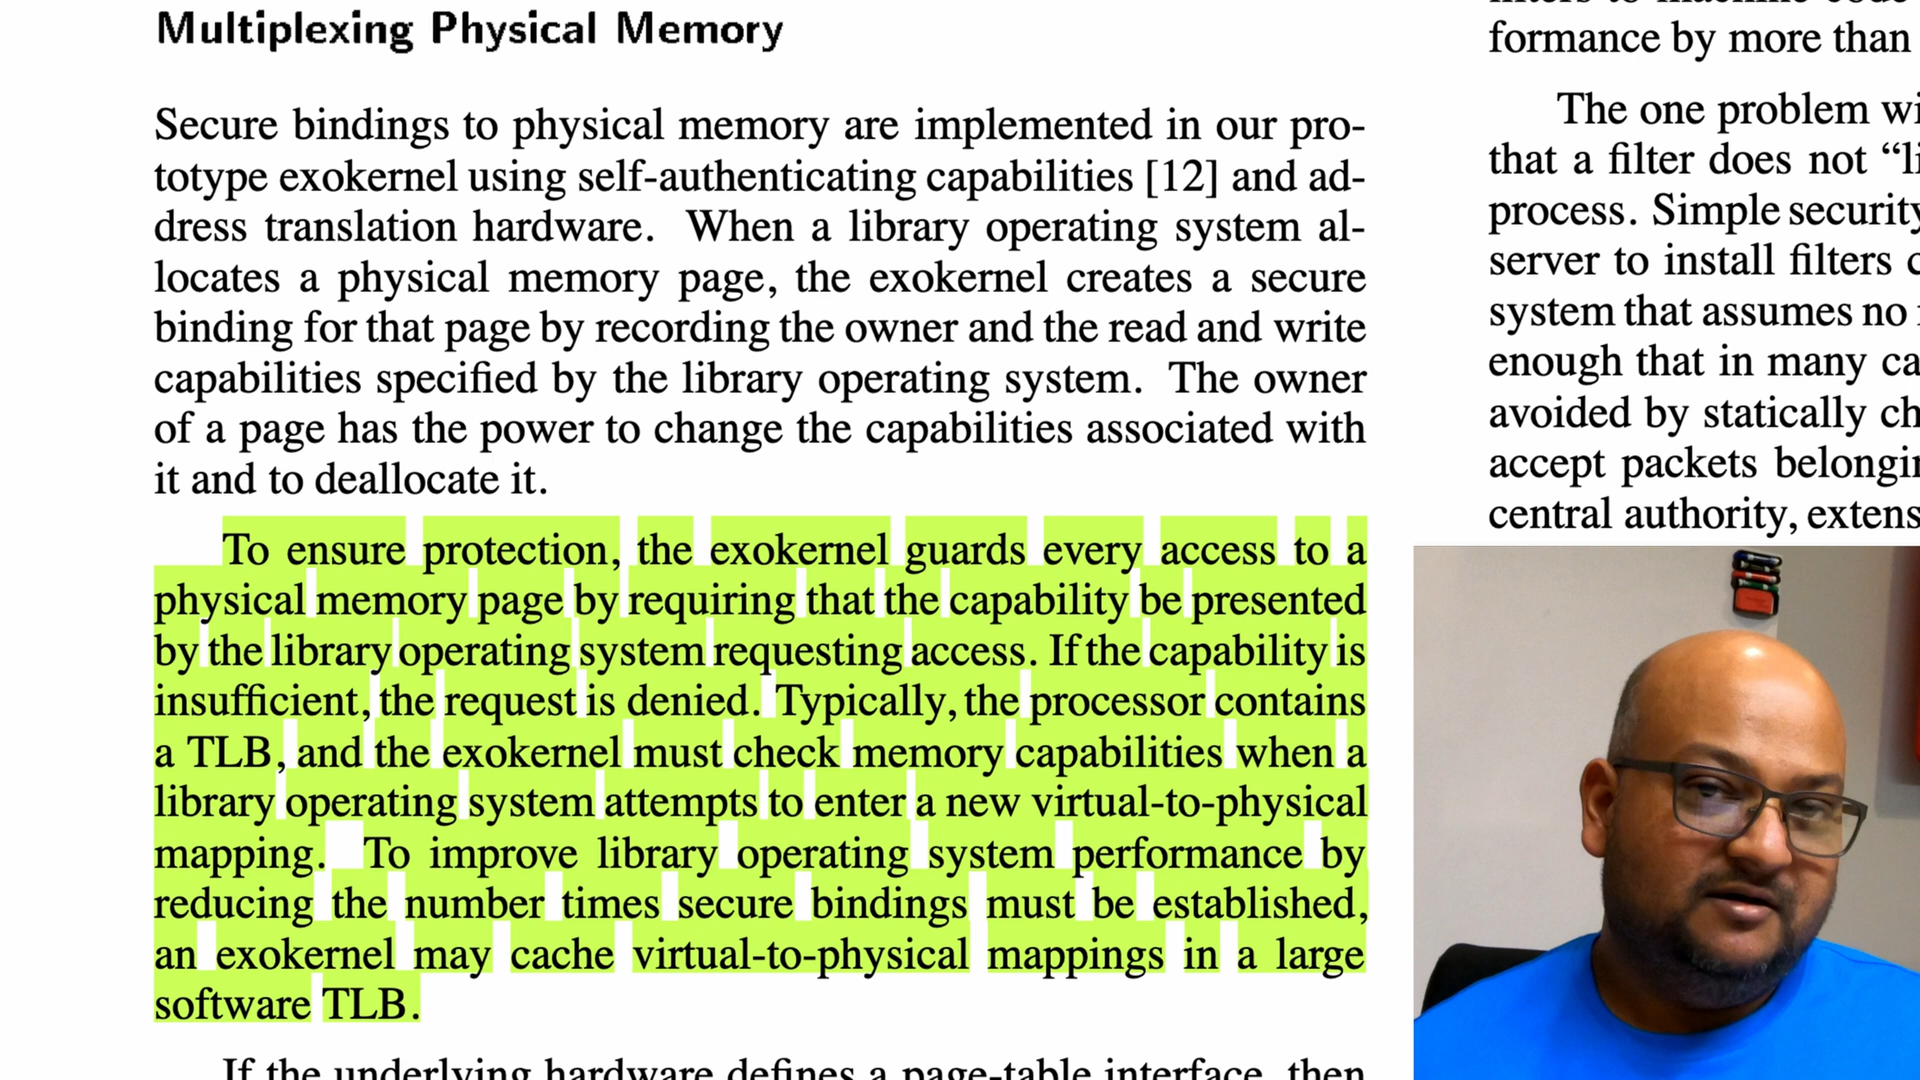 Multiplexing Physical Memory
Secure bindings to physical memory are implemented in our pro-
totype exokernel using self-authenticating capabilities [12] and ad-
dress translation hardware. When a library operating system al-
locates a physical memory page, the exokernel creates a secure
binding for that page by recording the owner and the read and write
capabilities specified by the library operating system. The owner
of a page has the power to change the capabilities associated with
it and to deallocate it.
To ensure protection, the exokernel guards every access to a
physical memory page by requiring that the capability be presented
by the library operating system requesting access. If the capability is
insufficient, the request is denied. Typically, the processor contains
a TLB, and the exokernel must check memory capabilities when a
library operating system attempts to enter a new virtual-to-physical
mapping. To improve library operating system performance by
reducing the number times secure bindings must be established,
an exokernel may cache virtual-to-physical mappings in a large
software TLB.
If the underlying hardware defines a page-table interface, then
formance by more than
The one problem
that a filter does not
process. Simple security
server to install filters
system that assumes no
enough that in many
avoided by statically
accept packets
central authority,